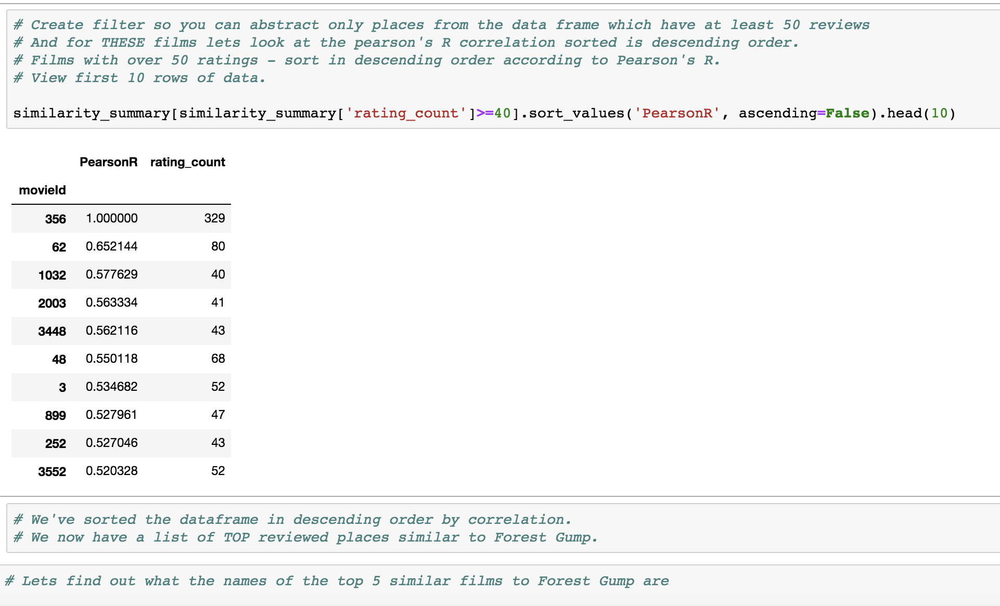 # Create filter so you can abstract only places from the data frame which have at least 50 reviews
# And for THESE films lets look at the pearson's R correlation sorted is descending order.
# Films with over 50 ratings - sort in descending order according to Pearson's R.
# View first 10 rows of data.
similarity_summary[similarity_summary['rating_count']>=40].sort_values('PearsonR', ascending=False).head(10)
PearsonR rating_count
movieId
356 1.000000 329
62 0.652144 80
1032 0.577629 40
2003 0.563334 41
3448 0.562116 43
48 0.550118 68
3 0.534682 52
899 0.527961 47
252 0.527046 43
3552 0.520328 52
# We've sorted the dataframe in descending order by correlation.
# We now have a list of TOP reviewed places similar to Forest Gump.
# Lets find out what the names of the top 5 similar films to Forest Gump are